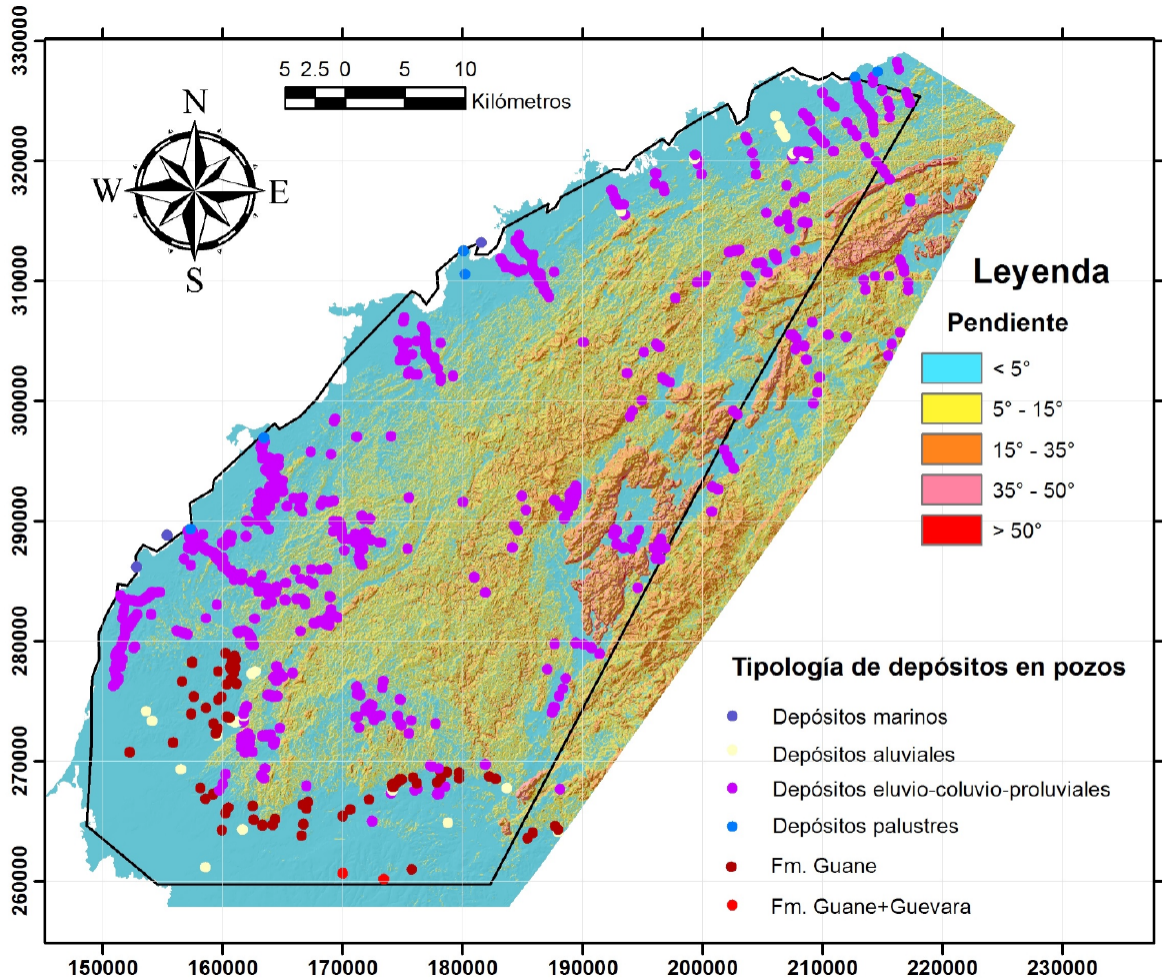 5 2.5 0 5 10
Kilómetros
N
W E
S
Leyenda
Pendiente
< 5°
5° - 15°
15° - 35°
35° - 50°
> 50°
Tipología de depósitos en pozos
Depósitos marinos
Depósitos aluviales
Depósitos eluvio-coluvio-proluviales
Depósitos palustres
Fm. Guane
Fm. Guane+Guevara
330000
320000
310000
300000
290000
280000
270000
260000
150000 160000 170000 180000 190000 200000 210000 220000 230000